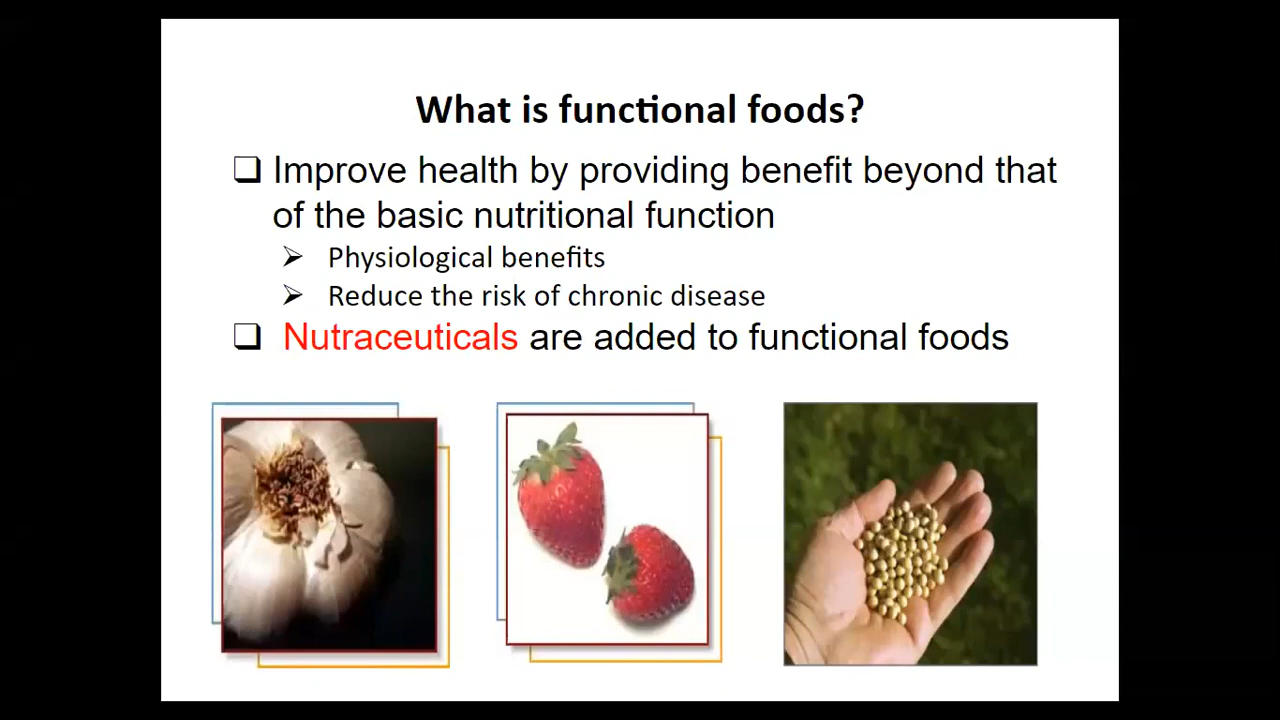 What is functional foods?
❑ Improve health by providing benefit beyond that
of the basic nutritional function
➢ Physiological benefits
➢ Reduce the risk of chronic disease
❑ Nutraceuticals are added to functional foods